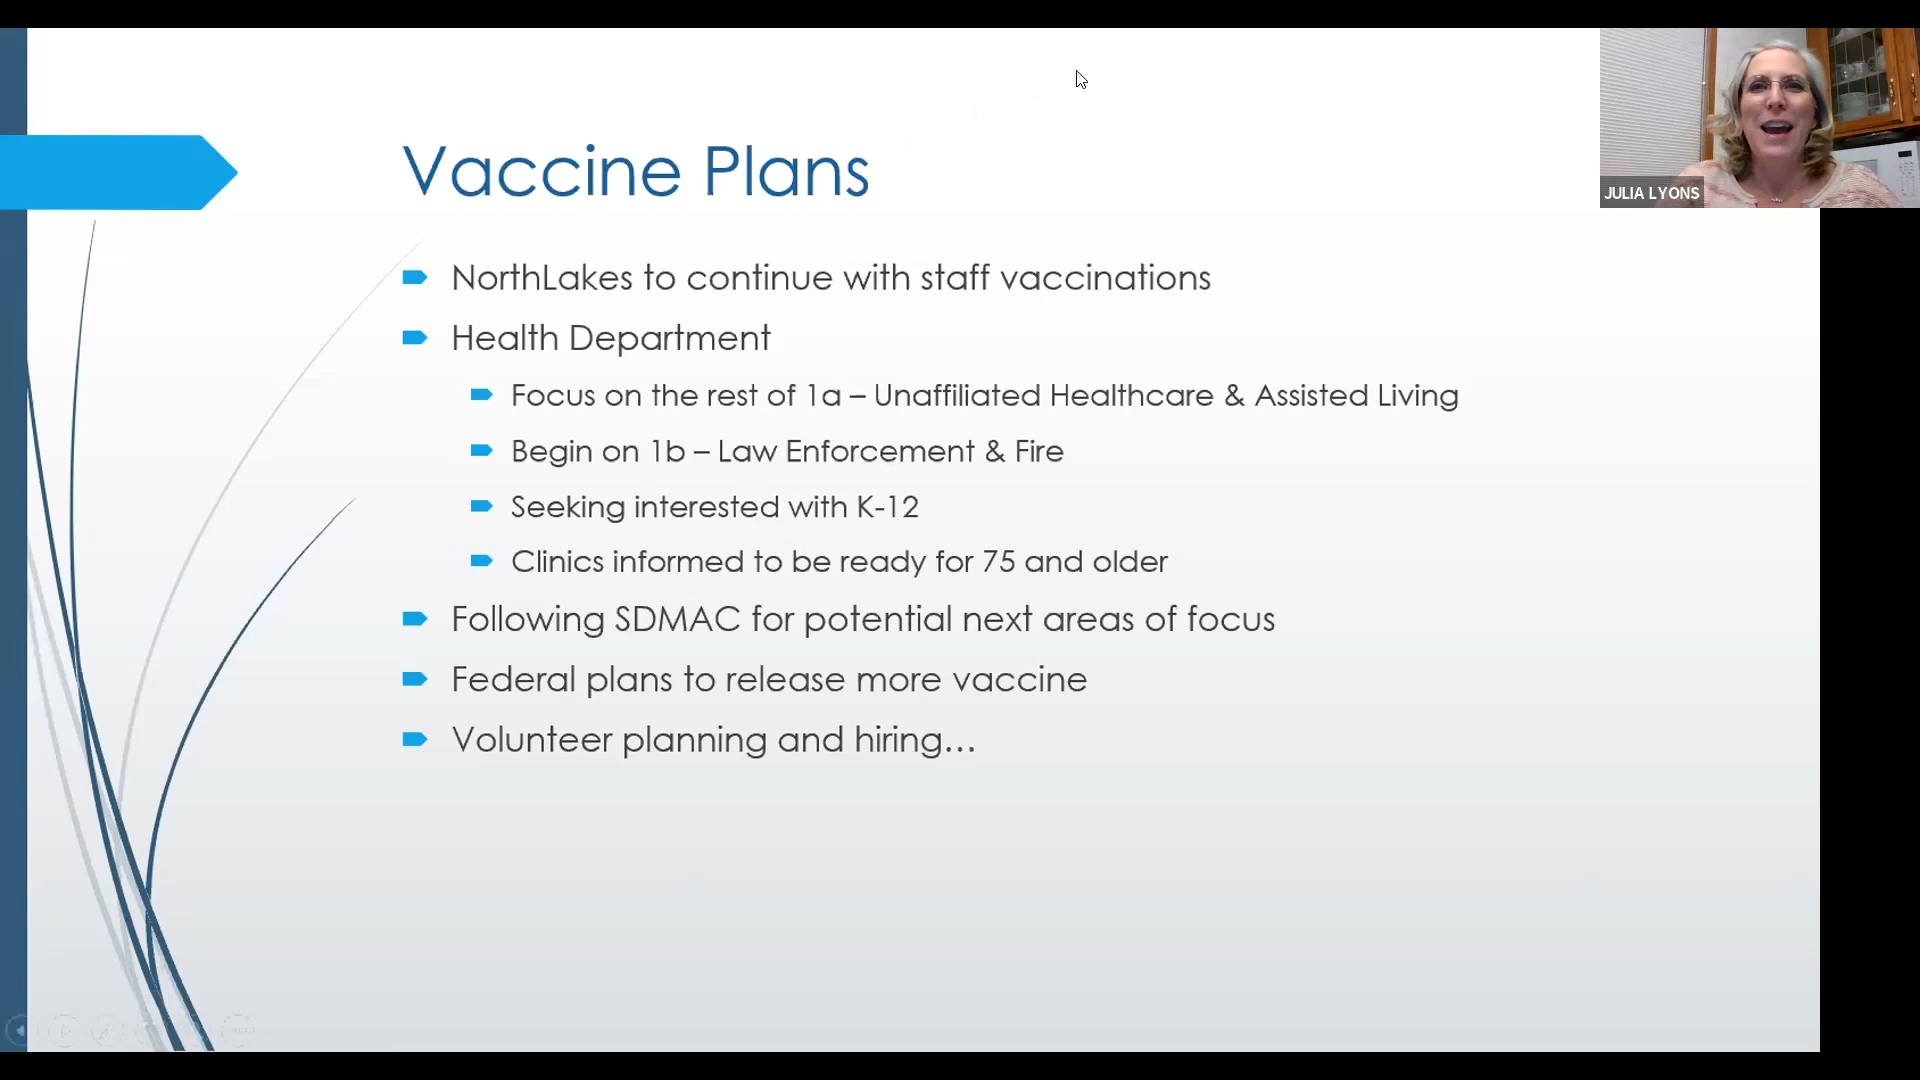 Vaccine Plans
JULIA LYONS
NorthLakes to continue with staff vaccinations
Health Department
Focus on the rest of 1a – Unaffiliated Healthcare & Assisted Living
Begin on 1b – Law Enforcement & Fire
Seeking interested with K-12
Clinics informed to be ready for 75 and older
Following SDMAC for potential next areas of focus
Federal plans to release more vaccine
Volunteer planning and hiring…